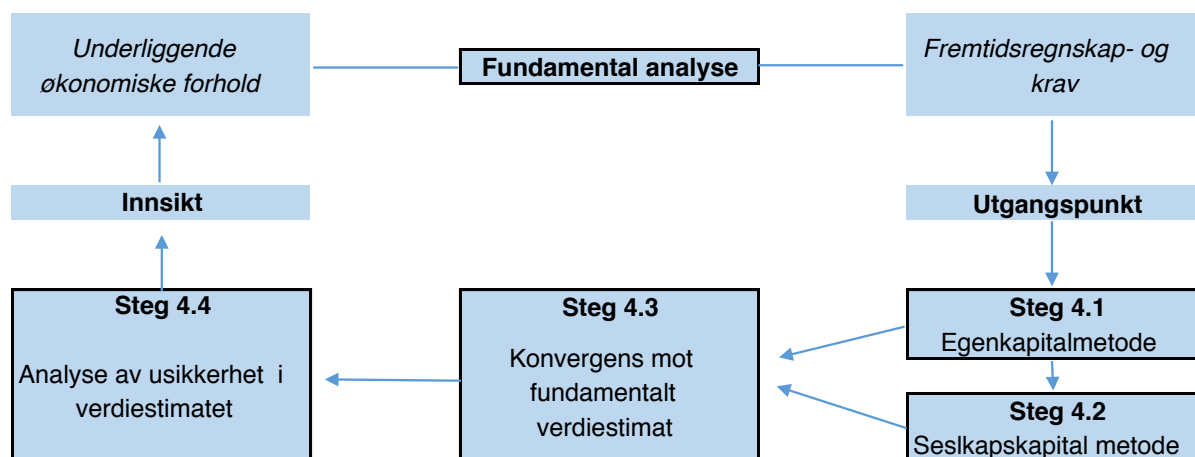 Underliggende
økonomiske forhold
Fundamental analyse
Fremtidsregnskap- og
krav
Innsikt
Utgangspunkt
Steg 4.4
Analyse av usikkerhet i
verdiestimatet
Steg 4.3
Konvergens mot
fundamentalt
verdiestimat
Steg 4.1
Egenkapitalmetode
Steg 4.2
Seslkapskapital metode